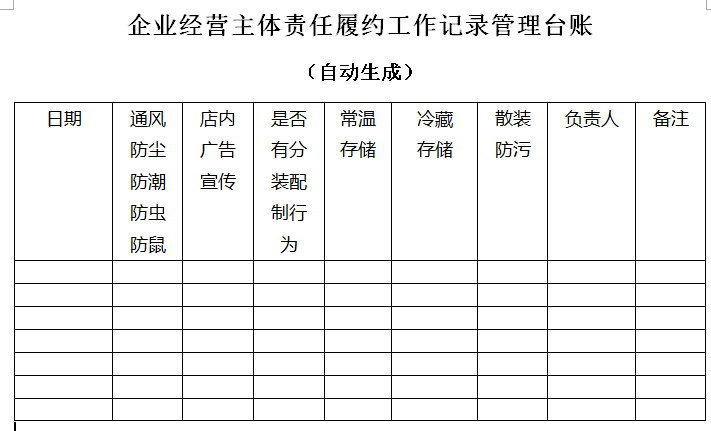 企业经营主体责任履约工作记录管理台账
（自动生成）
日期
通风
防尘
防潮
防虫
防鼠
店内
广告
宣传
是否
有分
装配
制行
为
常温
存储
冷藏
存储
散装
防污
负责人
备注